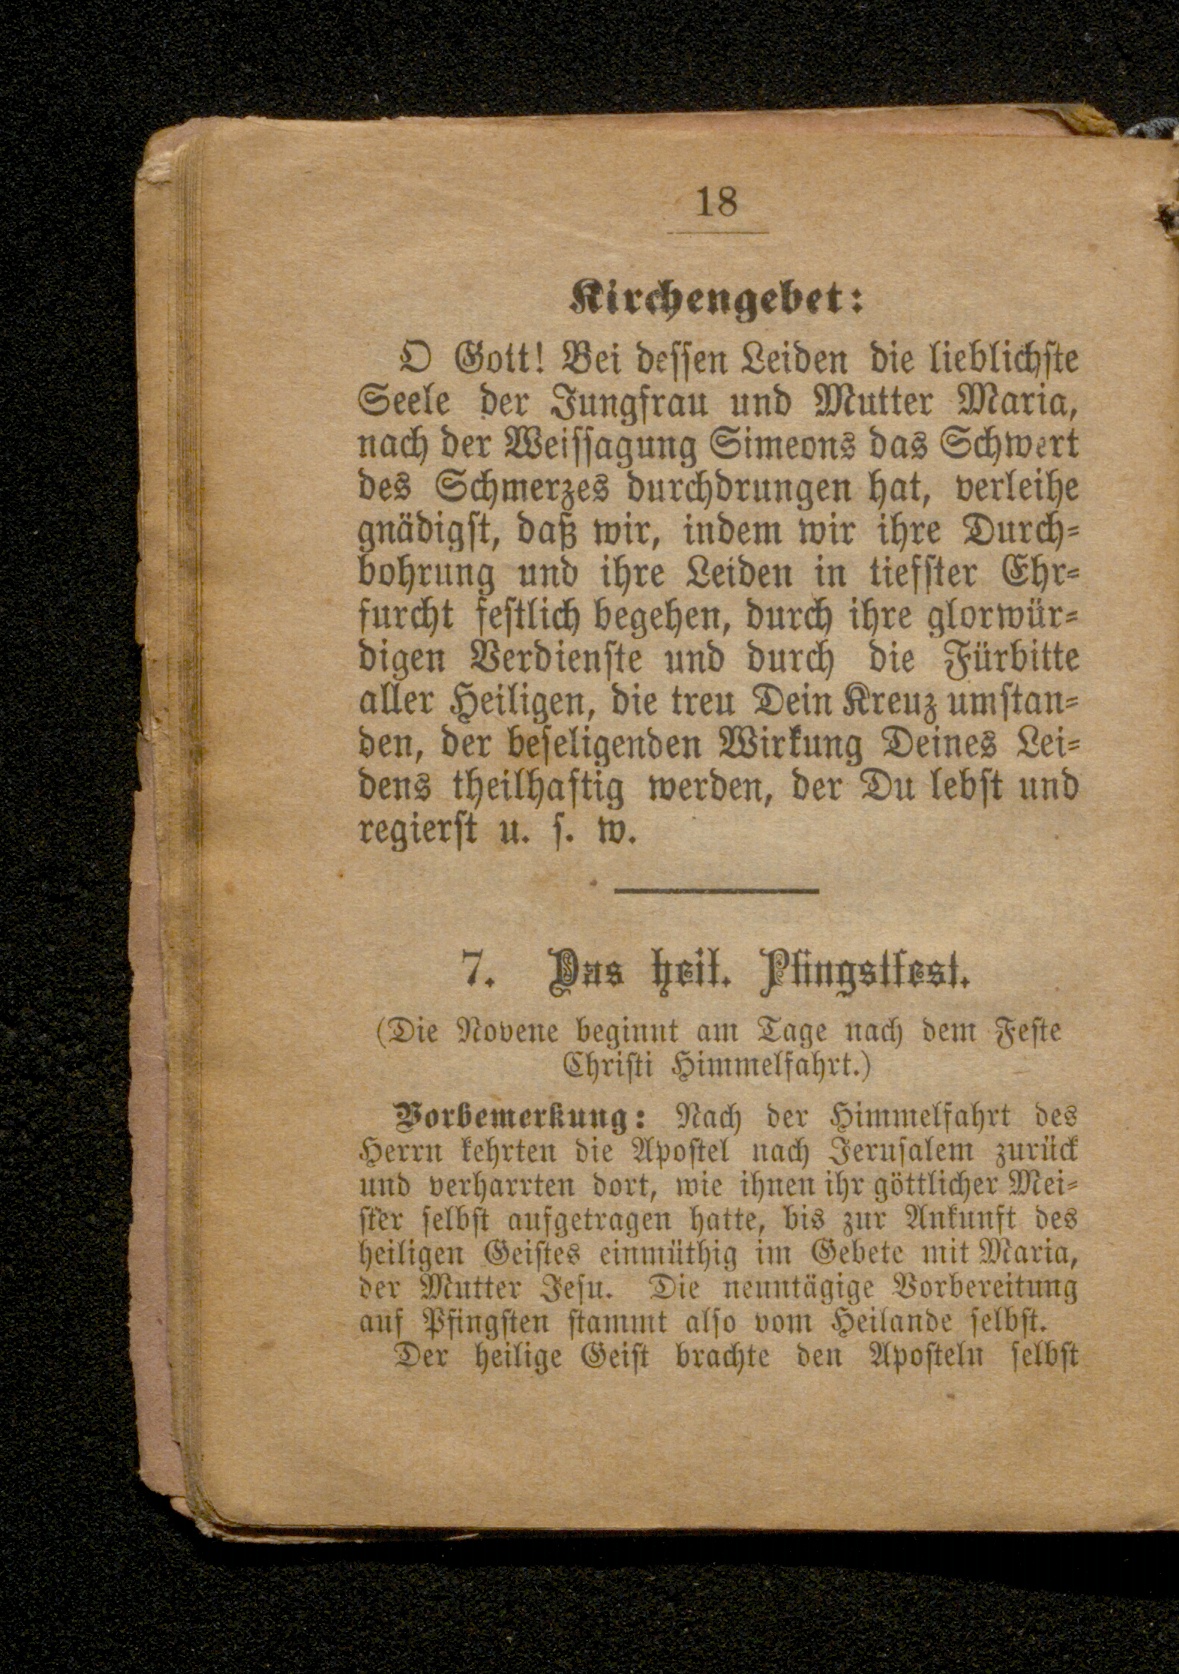 18
Kirchengebet:
O Gott! Bei dessen Leiden die lieblichste
Seele der Jungfrau und Mutter Maria,
nach der Weissagung Simeons das Schwert
des Schmerzes durchdrungen hat, verleihe
gnädigst, daß wir, indem wir ihre Durch-
bohrung und ihre Leiden in tiefster Ehr-
furcht festlich begehen, durch ihre glorwür-
digen Verdienste und durch die Fürbitte
aller Heiligen, die treu Dein Kreuz umstan-
den, der beseligenden Wirkung Deines Lei-
dens theilhaftig werden, der Du lebst und
regierst u. s. w.
7. Das heil. Pfingstfest.
(Die Novene beginnt am Tage nach dem Feste
Christi Himmelfahrt.)
Vorbemerkung: Nach der Himmelfahrt des
Herrn kehrten die Apostel nach Jerusalem zurück
und verharrten dort, wie ihnen ihr göttlicher Mei-
ster selbst aufgetragen hatte, bis zur Ankunft des
heiligen Geistes einmüthig im Gebete mit Maria,
der Mutter Jesu. Die neuntägige Vorbereitung
auf Pfingsten stammt also vom Heilande selbst.
Der heilige Geist brachte den Aposteln selbst